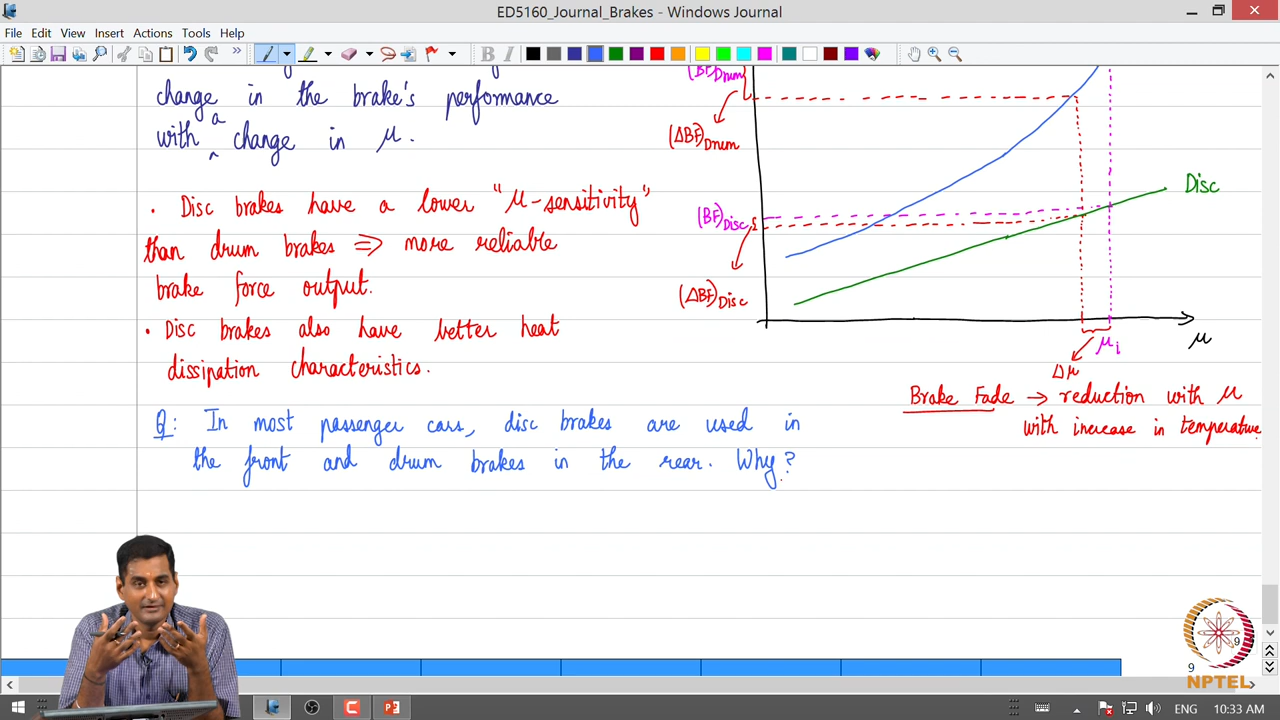 ED5160_Journal_Brakes - Windows Journal
File Edit View Insert Actions Tools Help
change in the brake's performance
with a change in μ.
• Disc brakes have a lower "μ-sensitivity"
than drum brakes ⇒ more reliable
brake force output.
• Disc brakes also have better heat
dissipation characteristics.
Q: In most passenger cars, disc brakes are used in
the front and drum brakes in the rear. Why?
(BF)Drum
(ΔBF)Drum
(BF)Disc
(ΔBF)Disc
Disc
μ
μi
Δμ
Brake Fade → reduction with μ
with increase in temperature
9
9
NPTEL
ENG 10:33 AM